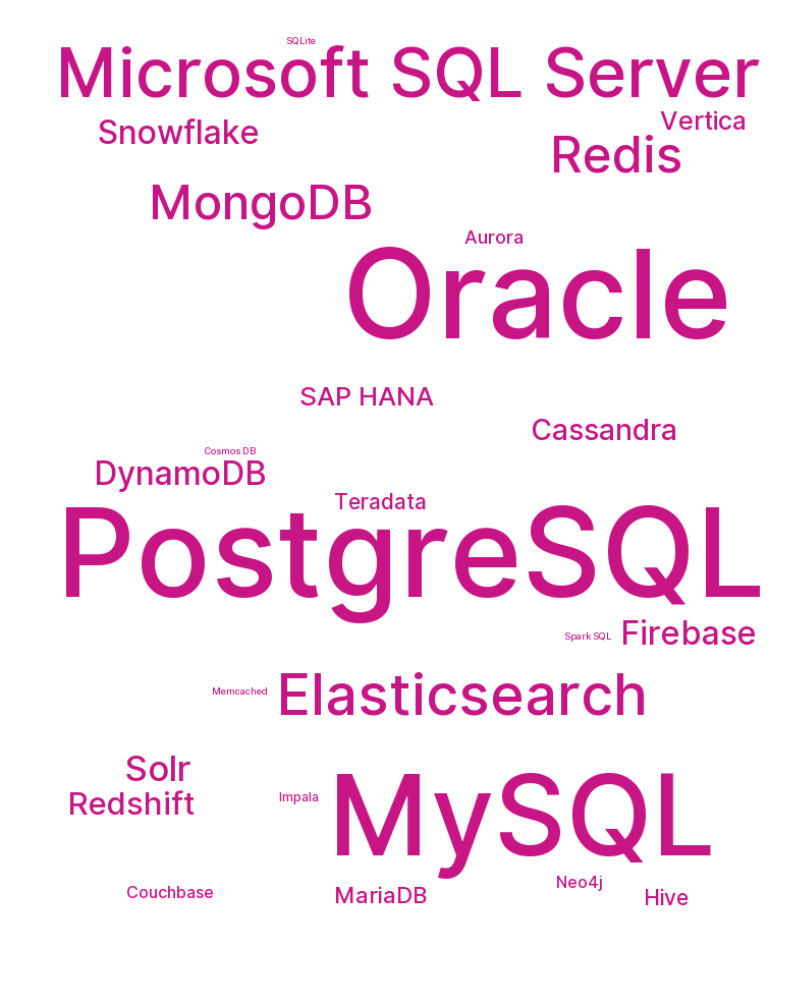 SQLite
Microsoft SQL Server
Vertica
Snowflake
Redis
MongoDB
Aurora
Oracle
SAP HANA
Cassandra
Cosmos DB
DynamoDB
Teradata
PostgreSQL
Spark SQL
Firebase
Memcached
Elasticsearch
Solr
Redshift
Impala
MySQL
Neo4j
Couchbase
MariaDB
Hive